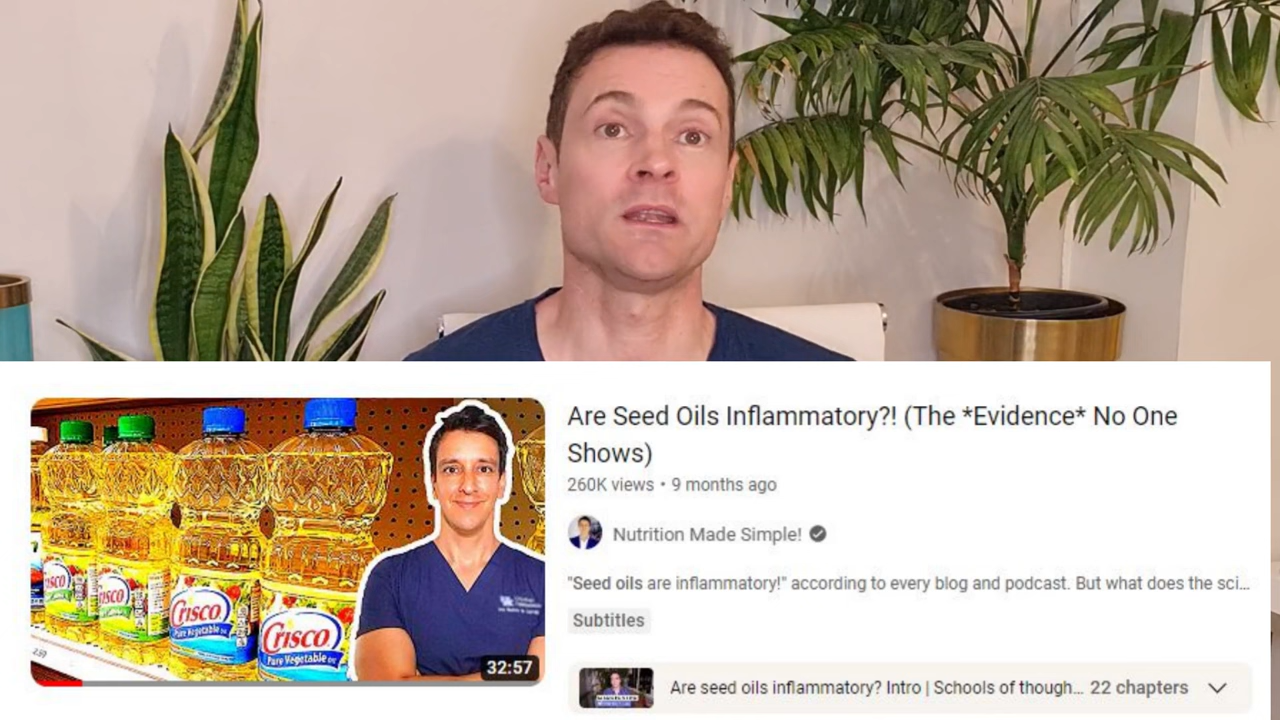 Are Seed Oils Inflammatory?! (The *Evidence* No One
Shows)
260K views • 9 months ago
Nutrition Made Simple!
"Seed oils are inflammatory!" according to every blog and podcast. But what does the sci...
Subtitles
Are seed oils inflammatory? Intro | Schools of though... 22 chapters
Crisco
Pure Vegetable
Crisco
Pure Vegetable
32:57